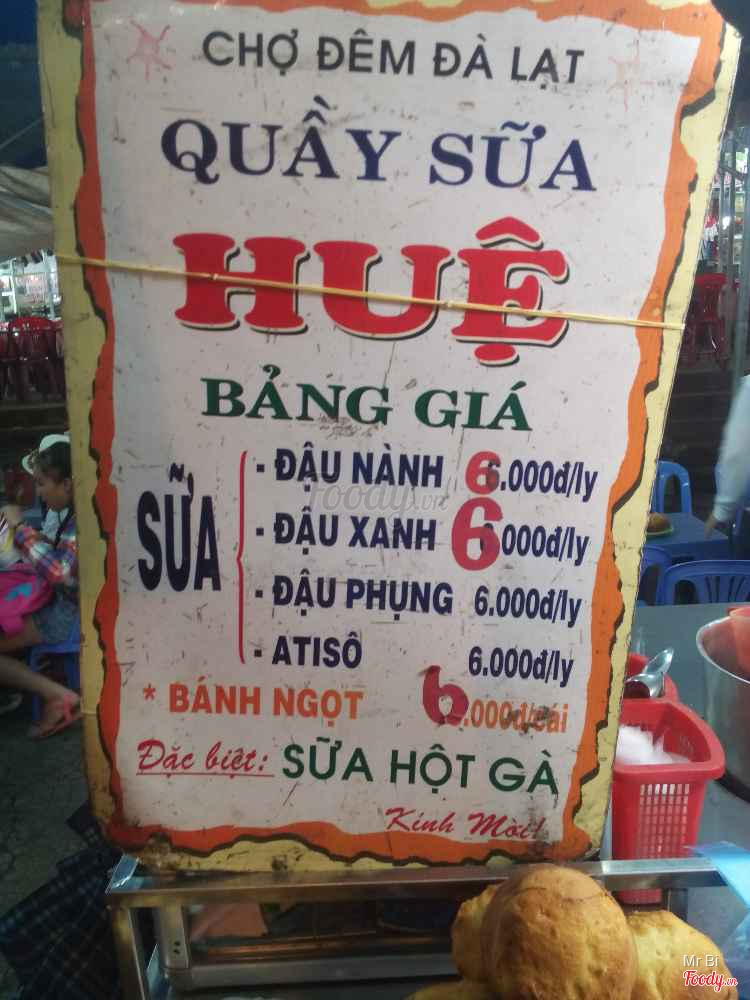 CHỢ ĐÊM ĐÀ LẠT
QUẦY SỮA
HUỆ
BẢNG GIÁ
SỮA
- ĐẬU NÀNH 6.000đ/ly
- ĐẬU XANH 6.000đ/ly
- ĐẬU PHỤNG 6.000đ/ly
- ATISÔ 6.000đ/ly
* BÁNH NGỌT 6.000đ/cái
Đặc biệt: SỮA HỘT GÀ
Kính Mời!
Foody.vn
Mr Bi
Foody.vn